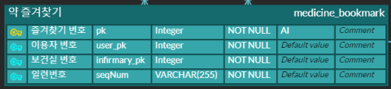 약 즐겨찾기 medicine_bookmark
즐겨찾기 번호 pk Integer NOT NULL AI Comment
이용자 번호 user_pk Integer NOT NULL Default value Comment
보건실 번호 infirmary_pk Integer NOT NULL Default value Comment
일련번호 seqNum VARCHAR(255) NOT NULL Default value Comment